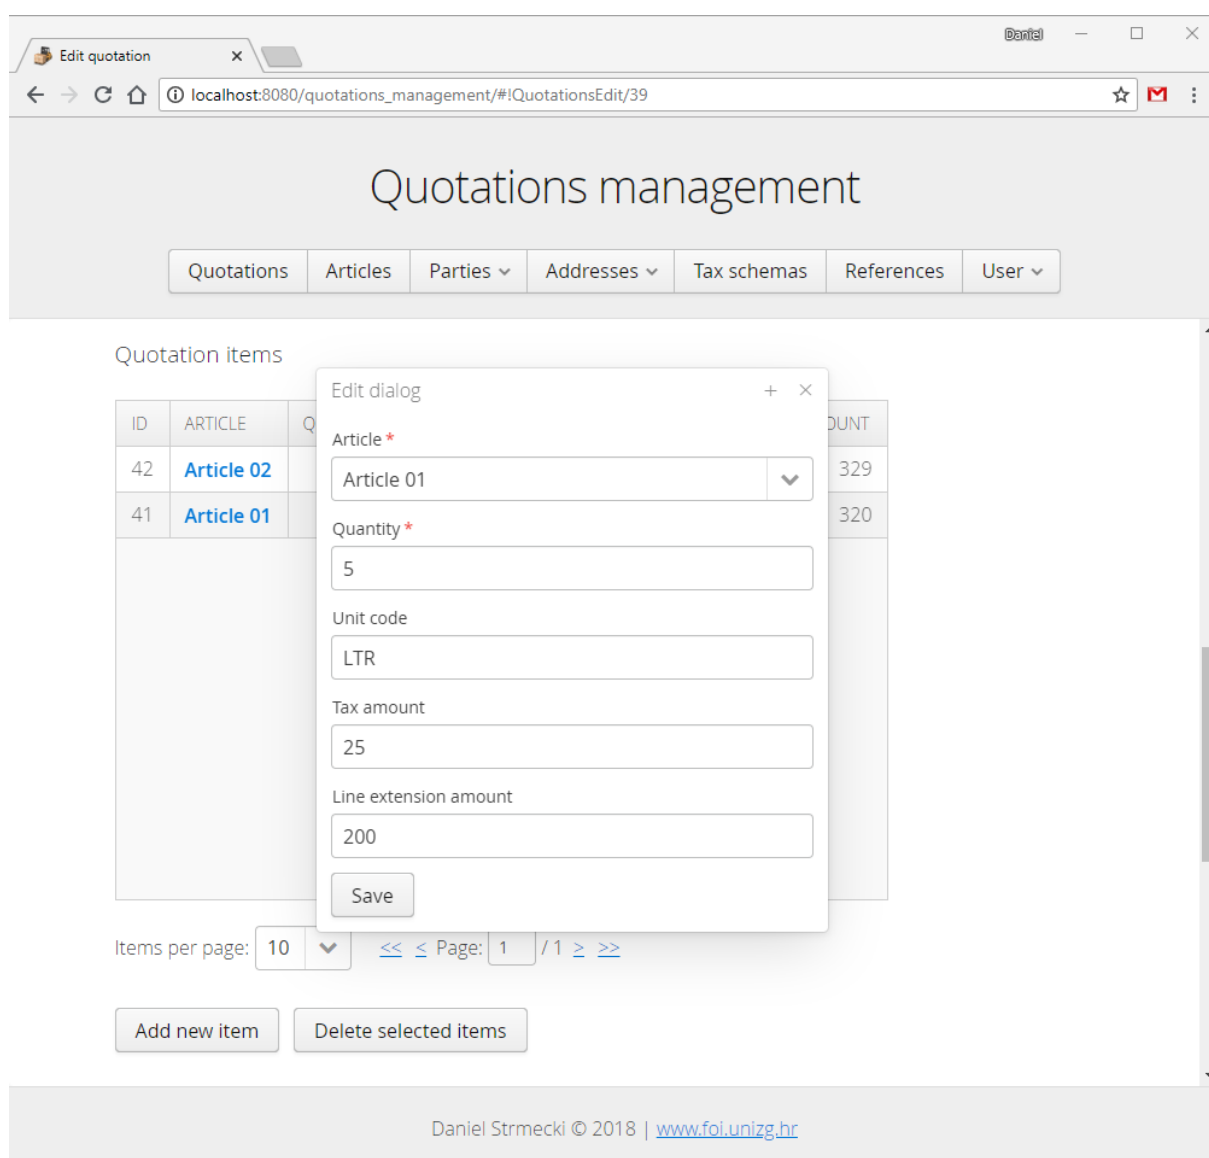 Daniel
Edit quotation
localhost:8080/quotations_management/#!QuotationsEdit/39
Quotations management
Quotations Articles Parties Addresses Tax schemas References User
Quotation items
Edit dialog
ID ARTICLE Q OUNT
Article *
42 Article 02 329
Article 01
41 Article 01 320
Quantity *
5
Unit code
LTR
Tax amount
25
Line extension amount
200
Save
Items per page: 10 << < Page: 1 / 1 > >>
Add new item Delete selected items
Daniel Strmecki © 2018 | www.foi.unizg.hr